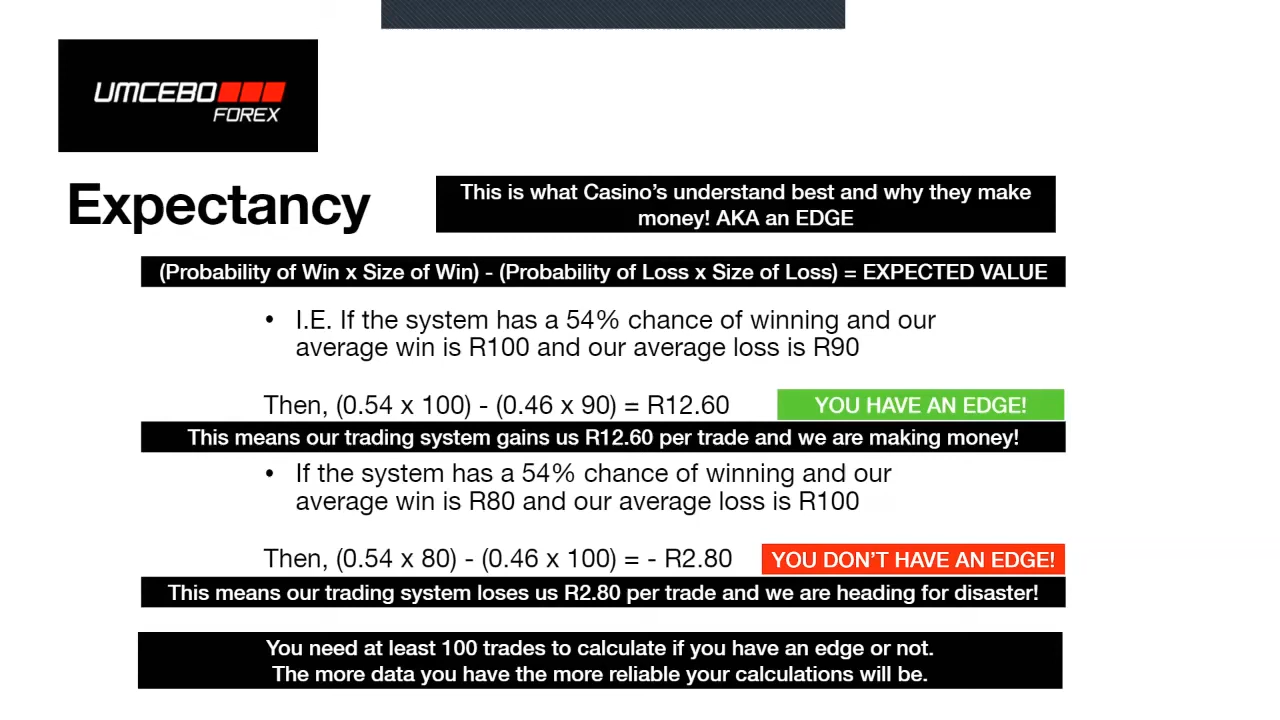 UMCEBO
FOREX
Expectancy
This is what Casino's understand best and why they make
money! AKA an EDGE
(Probability of Win x Size of Win) - (Probability of Loss x Size of Loss) = EXPECTED VALUE
• I.E. If the system has a 54% chance of winning and our
average win is R100 and our average loss is R90
Then, (0.54 x 100) - (0.46 x 90) = R12.60
YOU HAVE AN EDGE!
This means our trading system gains us R12.60 per trade and we are making money!
• If the system has a 54% chance of winning and our
average win is R80 and our average loss is R100
Then, (0.54 x 80) - (0.46 x 100) = - R2.80
YOU DON'T HAVE AN EDGE!
This means our trading system loses us R2.80 per trade and we are heading for disaster!
You need at least 100 trades to calculate if you have an edge or not.
The more data you have the more reliable your calculations will be.